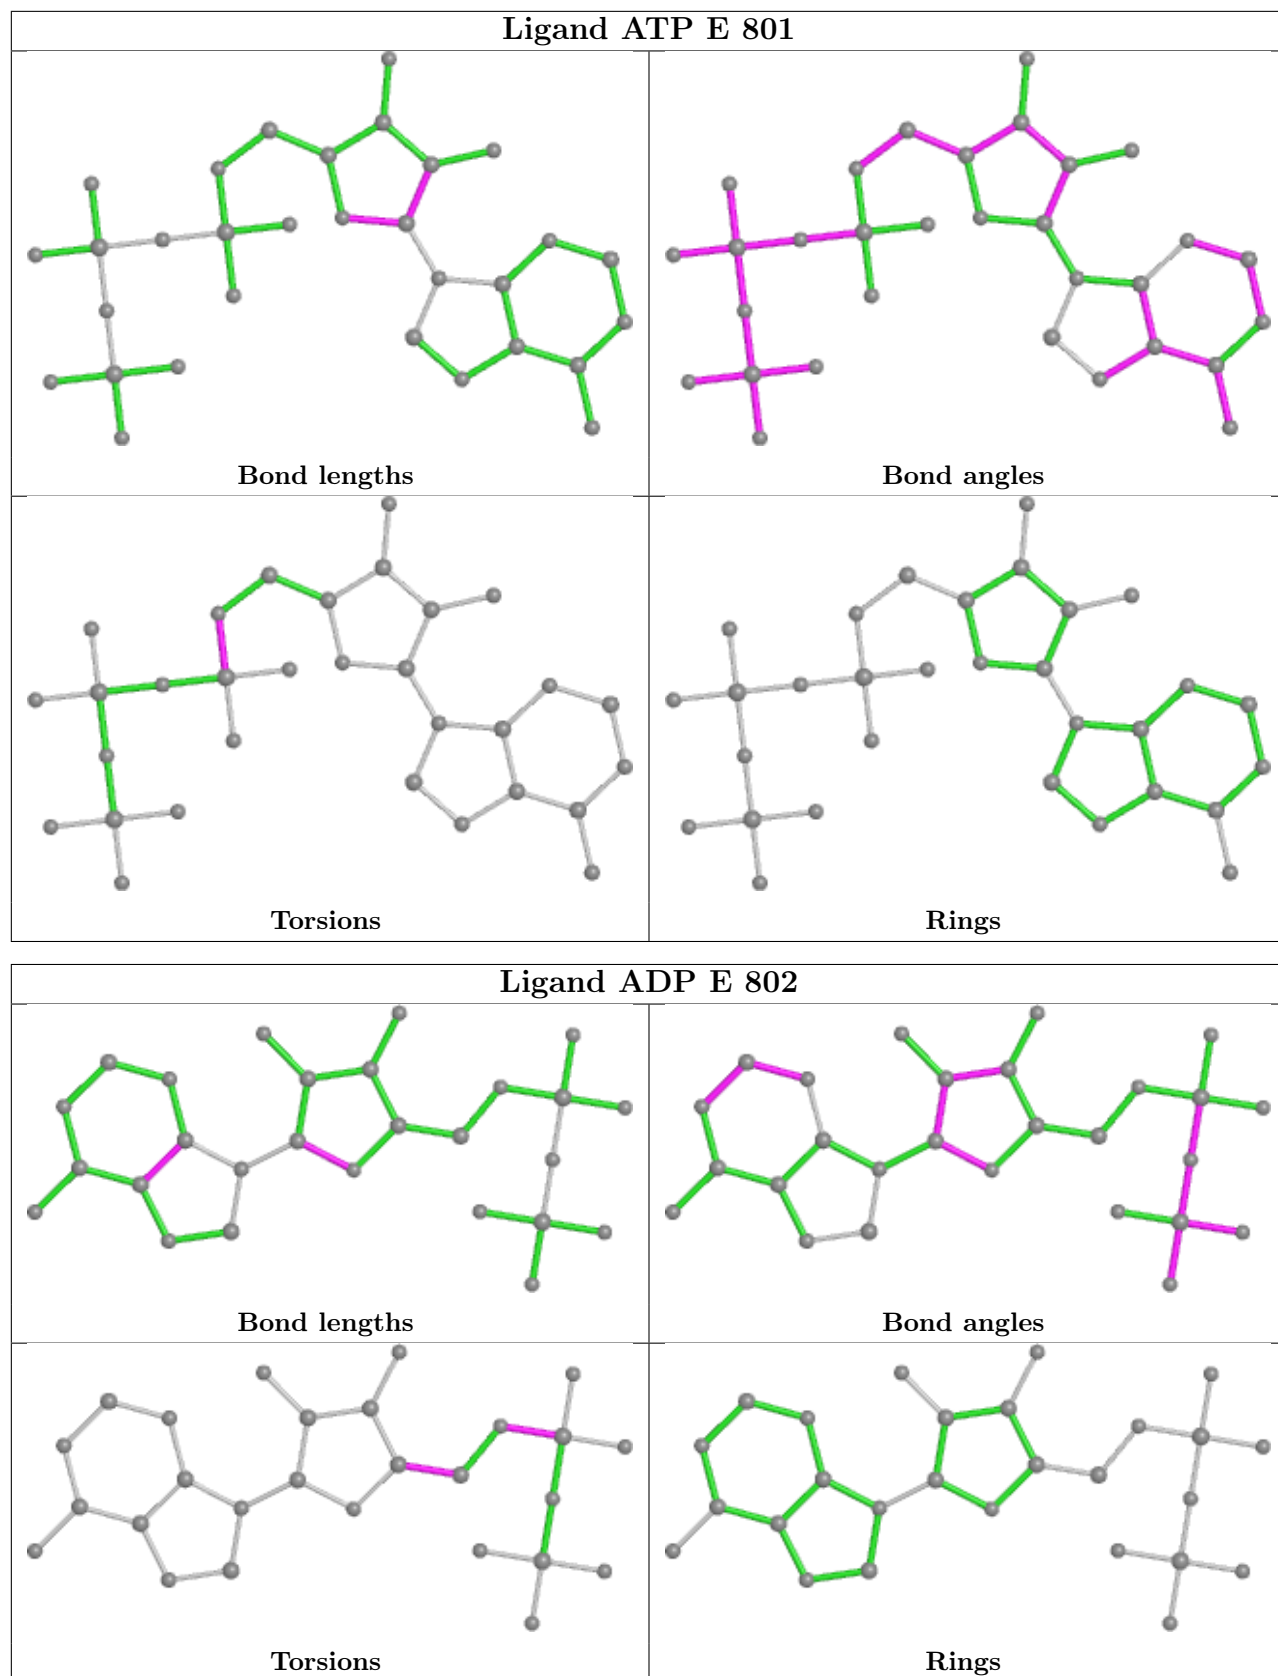 Ligand ATP E 801
Bond lengths
Bond angles
Torsions
Rings
Ligand ADP E 802
Bond lengths
Bond angles
Torsions
Rings